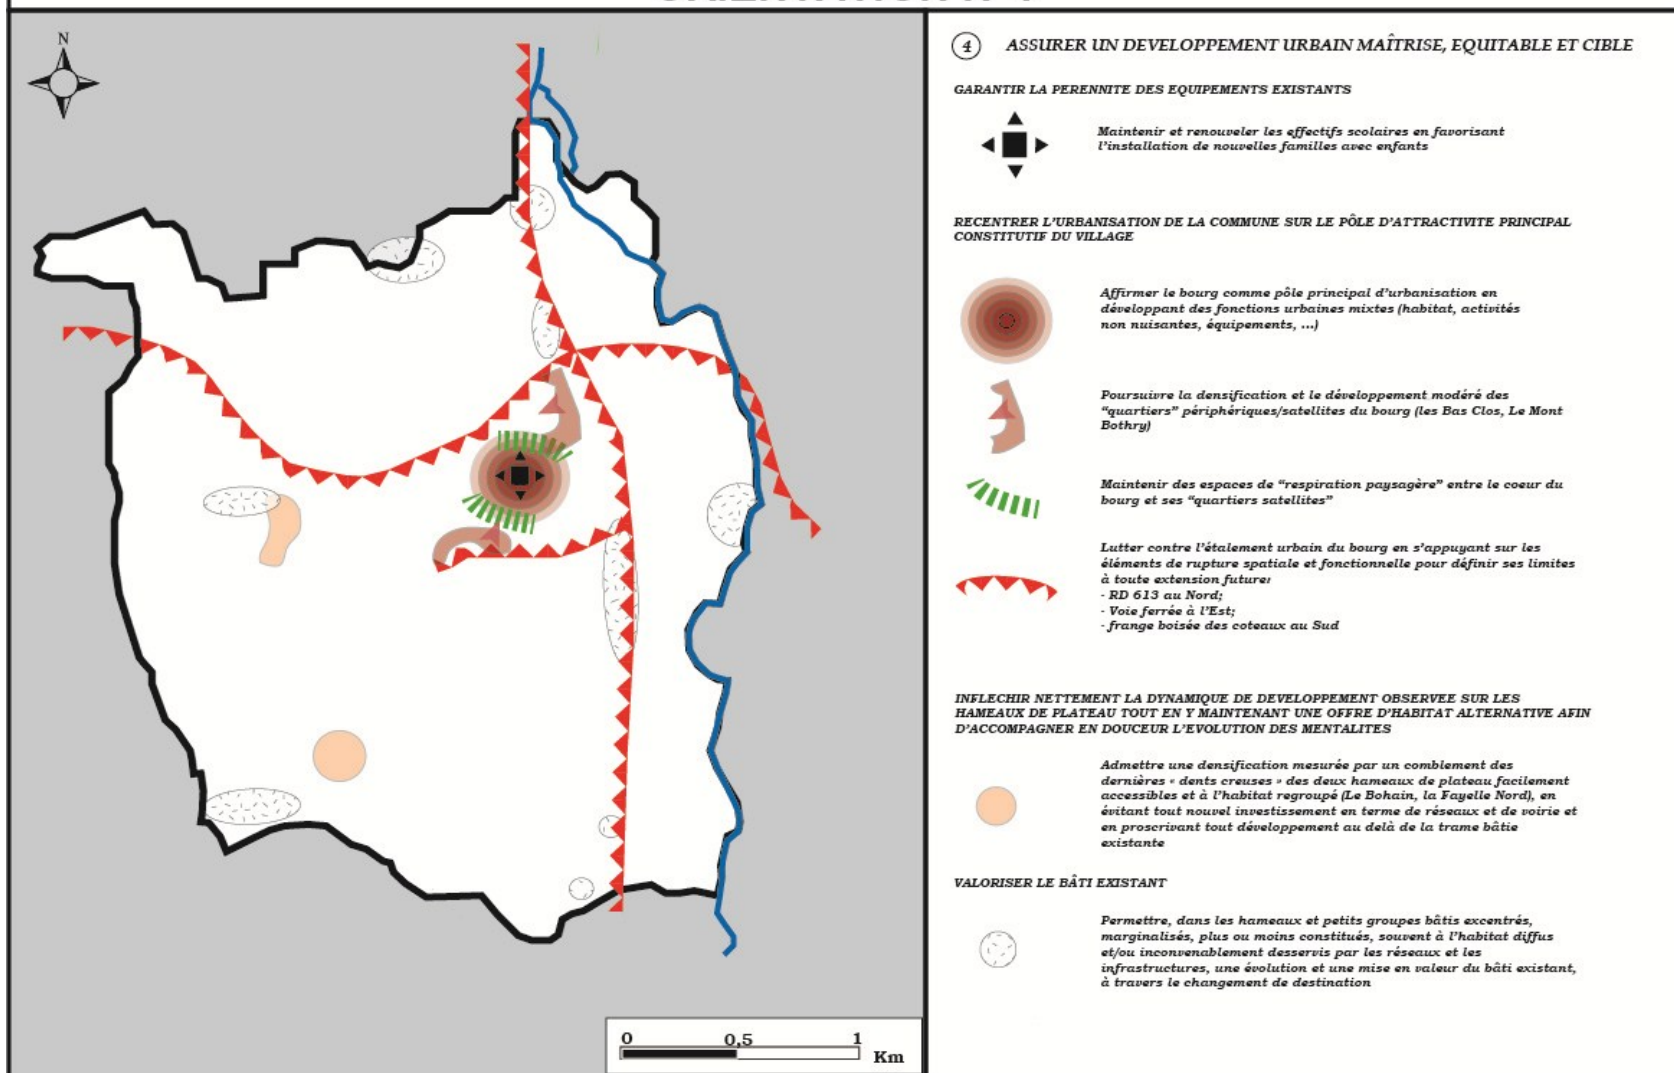 N
0 0,5 1
Km
4 ASSURER UN DEVELOPPEMENT URBAIN MAÎTRISE, EQUITABLE ET CIBLE
GARANTIR LA PERENNITE DES EQUIPEMENTS EXISTANTS
Maintenir et renouveler les effectifs scolaires en favorisant
l'installation de nouvelles familles avec enfants
RECENTRER L'URBANISATION DE LA COMMUNE SUR LE PÔLE D'ATTRACTIVITE PRINCIPAL
CONSTITUTIF DU VILLAGE
Affirmer le bourg comme pôle principal d'urbanisation en
développant des fonctions urbaines mixtes (habitat, activités
non nuisantes, équipements, ...)
Poursuivre la densification et le développement modéré des
"quartiers" périphériques/satellites du bourg (les Bas Clos, Le Mont
Bothry)
Maintenir des espaces de "respiration paysagère" entre le coeur du
bourg et ses "quartiers satellites"
Lutter contre l'étalement urbain du bourg en s'appuyant sur les
éléments de rupture spatiale et fonctionnelle pour définir ses limites
à toute extension future:
- RD 613 au Nord;
- Voie ferrée à l'Est;
- frange boisée des coteaux au Sud
INFLECHIR NETTEMENT LA DYNAMIQUE DE DEVELOPPEMENT OBSERVEE SUR LES
HAMEAUX DE PLATEAU TOUT EN Y MAINTENANT UNE OFFRE D'HABITAT ALTERNATIVE AFIN
D'ACCOMPAGNER EN DOUCEUR L'EVOLUTION DES MENTALITES
Admettre une densification mesurée par un comblement des
dernières « dents creuses » des deux hameaux de plateau facilement
accessibles et à l'habitat regroupé (Le Bohain, la Fayelle Nord), en
évitant tout nouvel investissement en terme de réseaux et de voirie et
en proscrivant tout développement au delà de la trame bâtie
existante
VALORISER LE BÂTI EXISTANT
Permettre, dans les hameaux et petits groupes bâtis excentrés,
marginalisés, plus ou moins constitués, souvent à l'habitat diffus
et/ou inconvenablement desservis par les réseaux et les
infrastructures, une évolution et une mise en valeur du bâti existant,
à travers le changement de destination